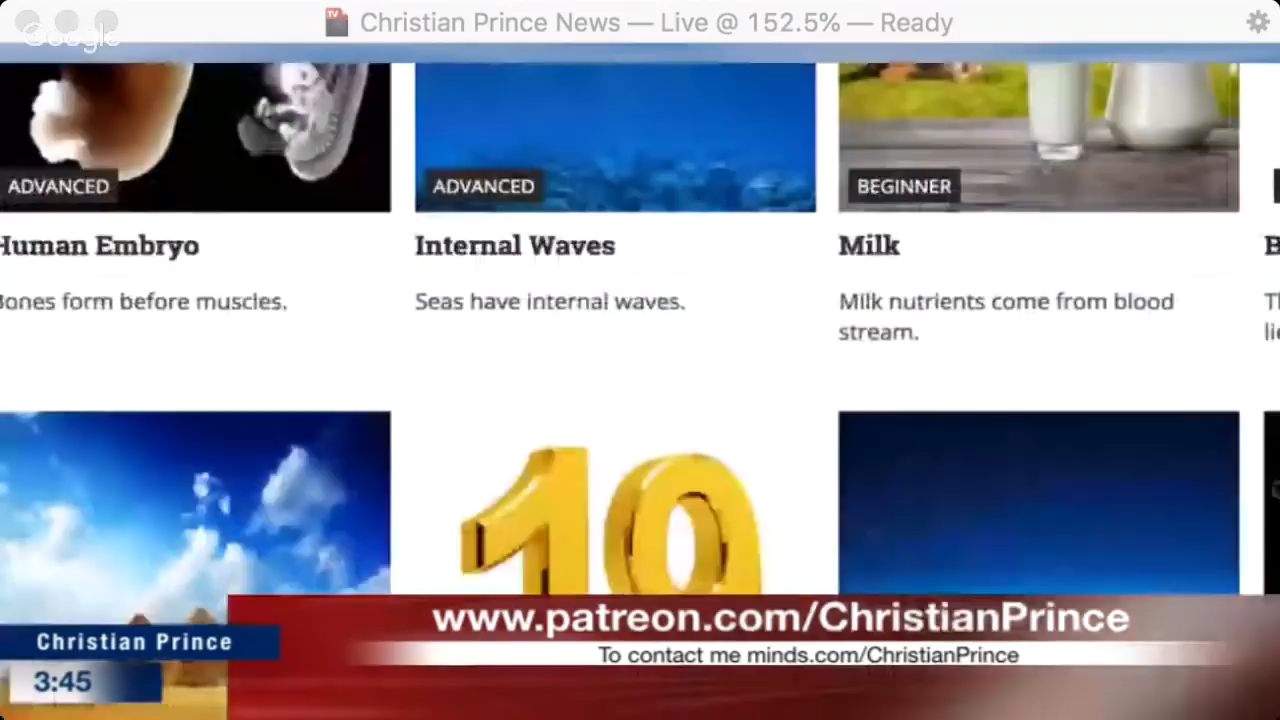 Christian Prince News — Live @ 152.5% — Ready
Google
ADVANCED
ADVANCED
BEGINNER
Human Embryo
Internal Waves
Milk
Bones form before muscles.
Seas have internal waves.
Milk nutrients come from blood
stream.
19
www.patreon.com/ChristianPrince
Christian Prince
To contact me minds.com/ChristianPrince
3:45